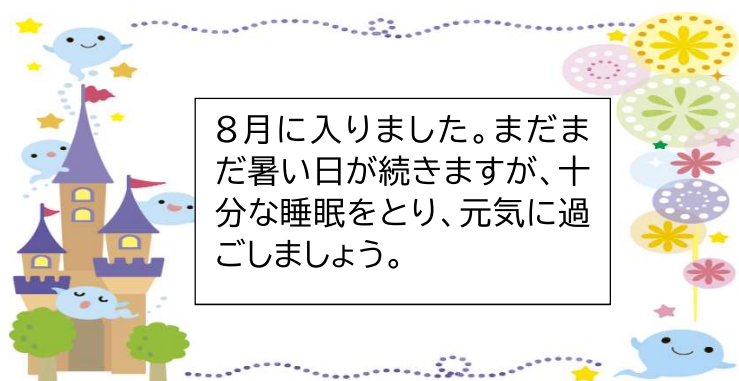 ８月に入りました。まだま
だ暑い日が続きますが、十
分な睡眠をとり、元気に過
ごしましょう。